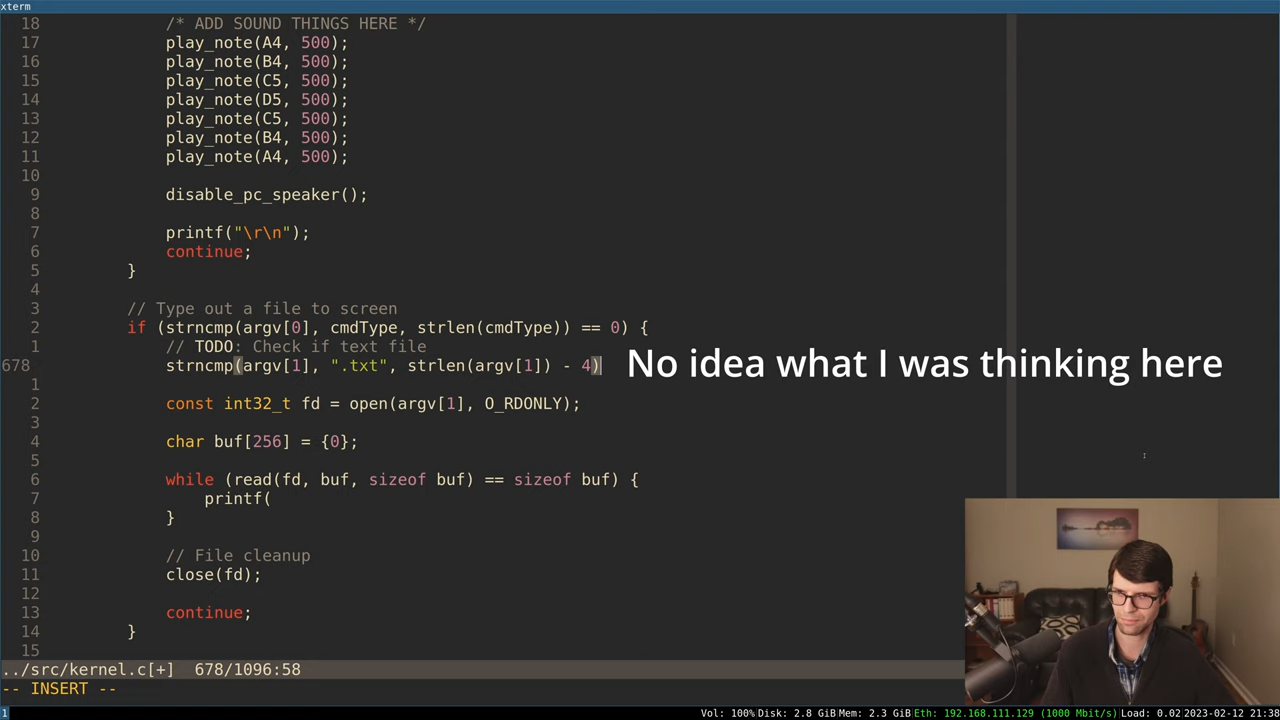 xterm
18 /* ADD SOUND THINGS HERE */
17 play_note(A4, 500);
16 play_note(B4, 500);
15 play_note(C5, 500);
14 play_note(D5, 500);
13 play_note(C5, 500);
12 play_note(B4, 500);
11 play_note(A4, 500);
10
9 disable_pc_speaker();
8
7 printf("\r\n");
6 continue;
5 }
4
3 // Type out a file to screen
2 if (strncmp(argv[0], cmdType, strlen(cmdType)) == 0) {
1 // TODO: Check if text file
678 strncmp(argv[1], ".txt", strlen(argv[1]) - 4)
No idea what I was thinking here
1
2 const int32_t fd = open(argv[1], O_RDONLY);
3
4 char buf[256] = {0};
5
6 while (read(fd, buf, sizeof buf) == sizeof buf) {
7 printf(
8 }
9
10 // File cleanup
11 close(fd);
12
13 continue;
14 }
15
../src/kernel.c[+] 678/1096:58
-- INSERT --
1 Vol: 100% Disk: 2.8 GiB Mem: 2.3 GiB Eth: 192.168.111.129 (1000 Mbit/s) Load: 0.02 2023-02-12 21:38